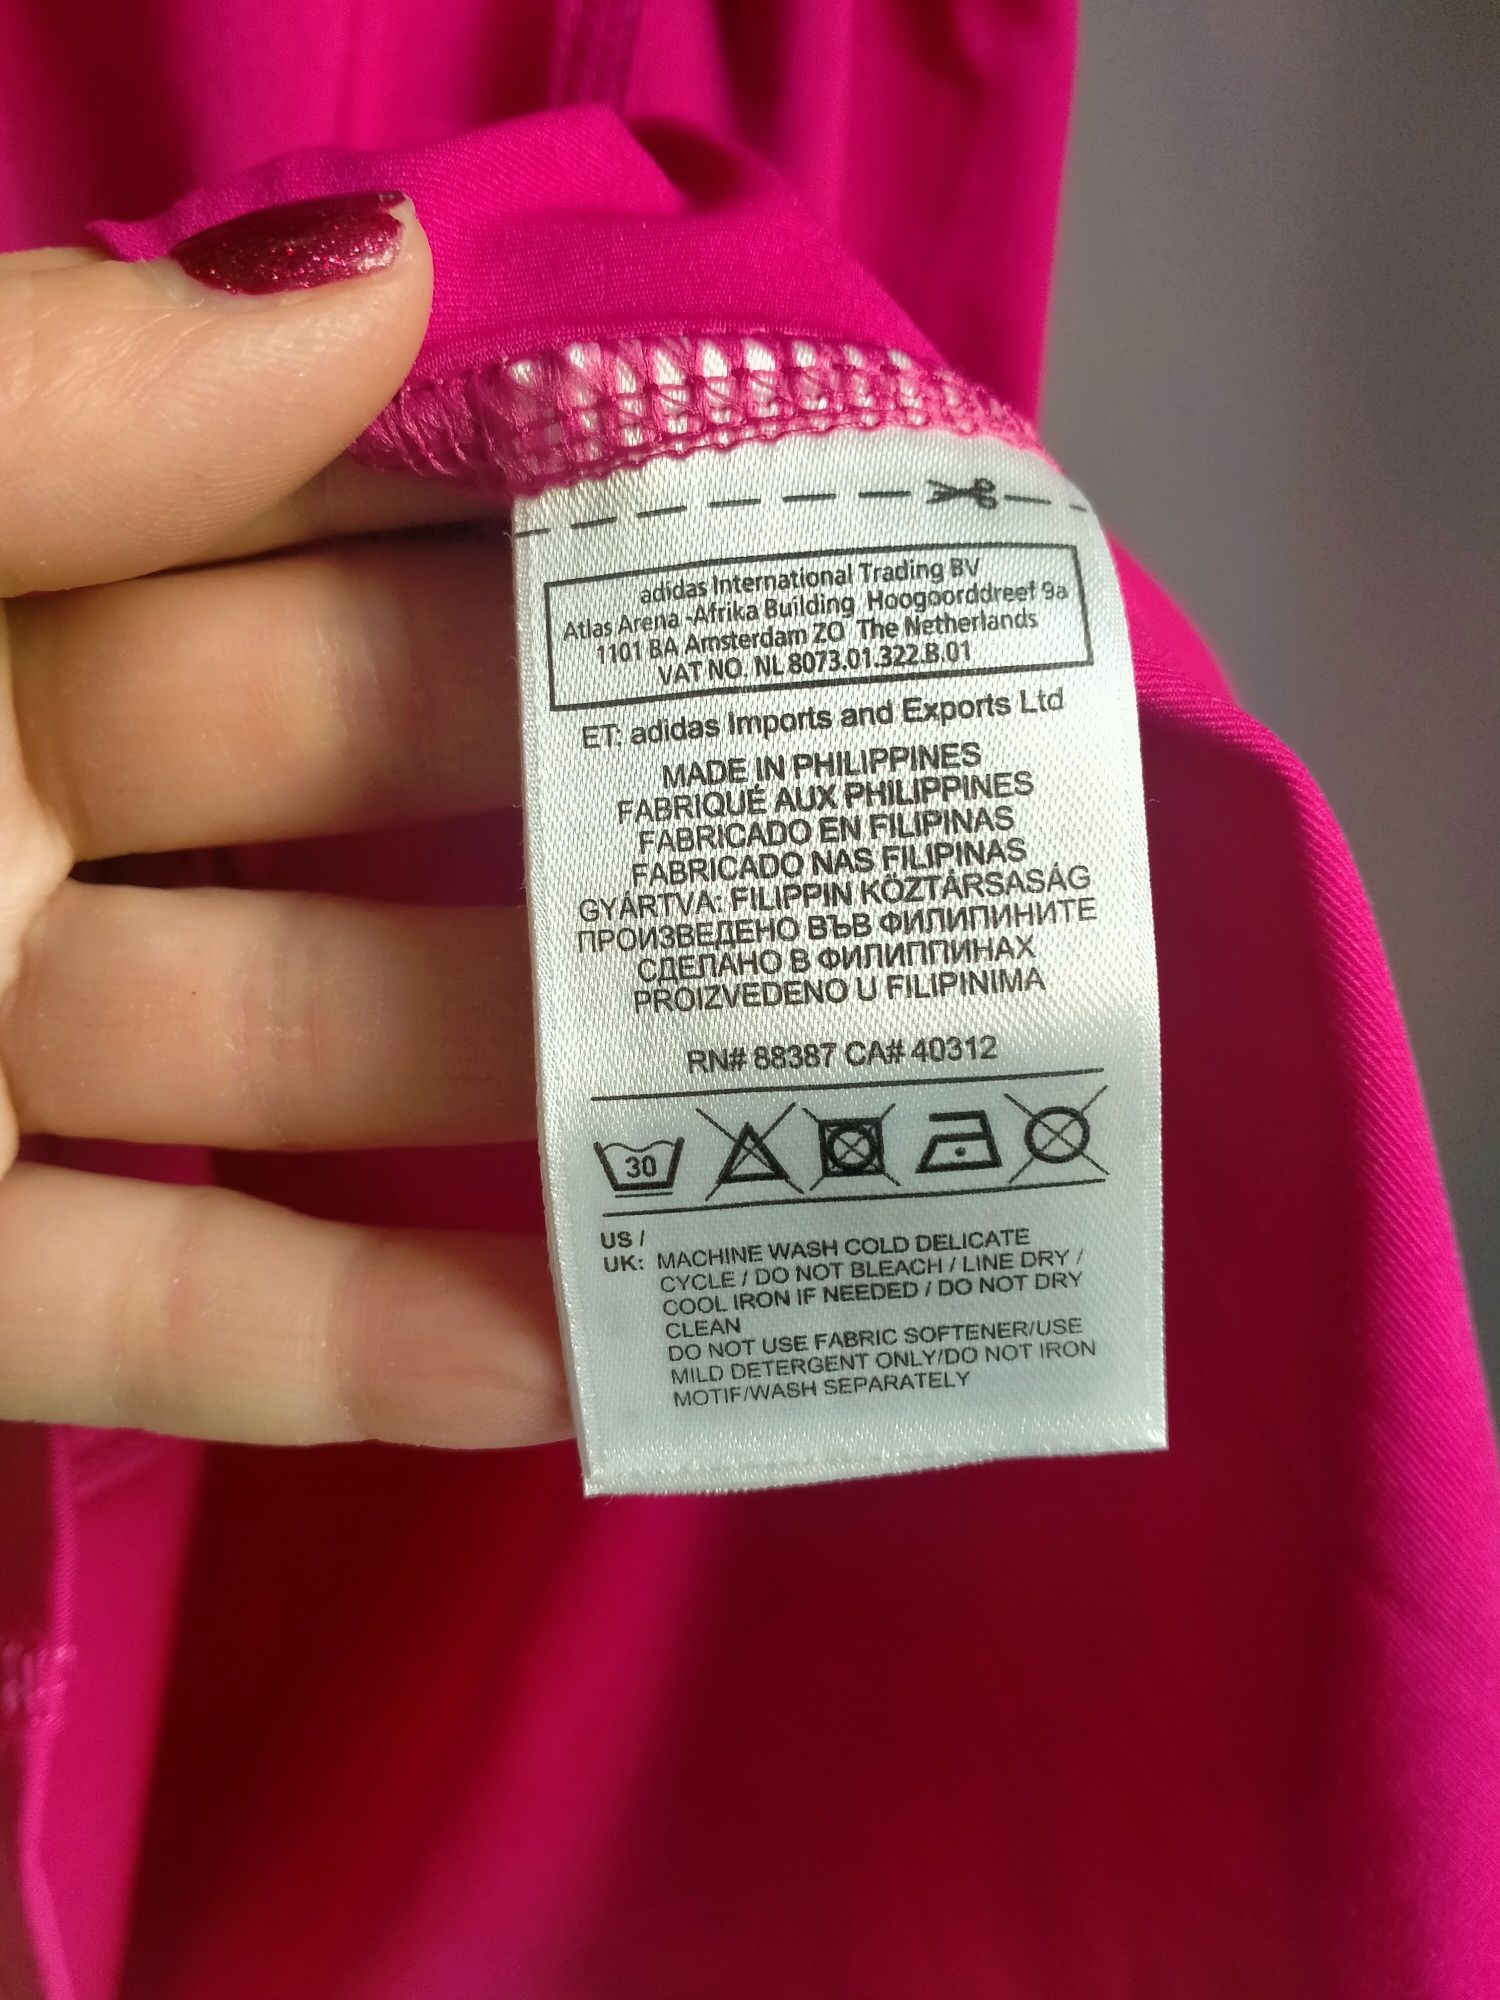 adidas International Trading BV
Atlas Arena -Afrika Building Hoogoorddreef 9a
1101 BA Amsterdam ZO The Netherlands
VAT NO. NL 8073.01.322.B.01
ET: adidas Imports and Exports Ltd
MADE IN PHILIPPINES
FABRIQUÉ AUX PHILIPPINES
FABRICADO EN FILIPINAS
FABRICADO NAS FILIPINAS
GYÁRTVA: FILIPPIN KÖZTÁRSASÁG
ПРОИЗВЕДЕНО ВЪВ ФИЛИПИНИТЕ
СДЕЛАНО В ФИЛИППИНАХ
PROIZVEDENO U FILIPINIMA
RN# 88387 CA# 40312
30
US /
UK: MACHINE WASH COLD DELICATE
CYCLE / DO NOT BLEACH / LINE DRY /
COOL IRON IF NEEDED / DO NOT DRY
CLEAN
DO NOT USE FABRIC SOFTENER/USE
MILD DETERGENT ONLY/DO NOT IRON
MOTIF/WASH SEPARATELY